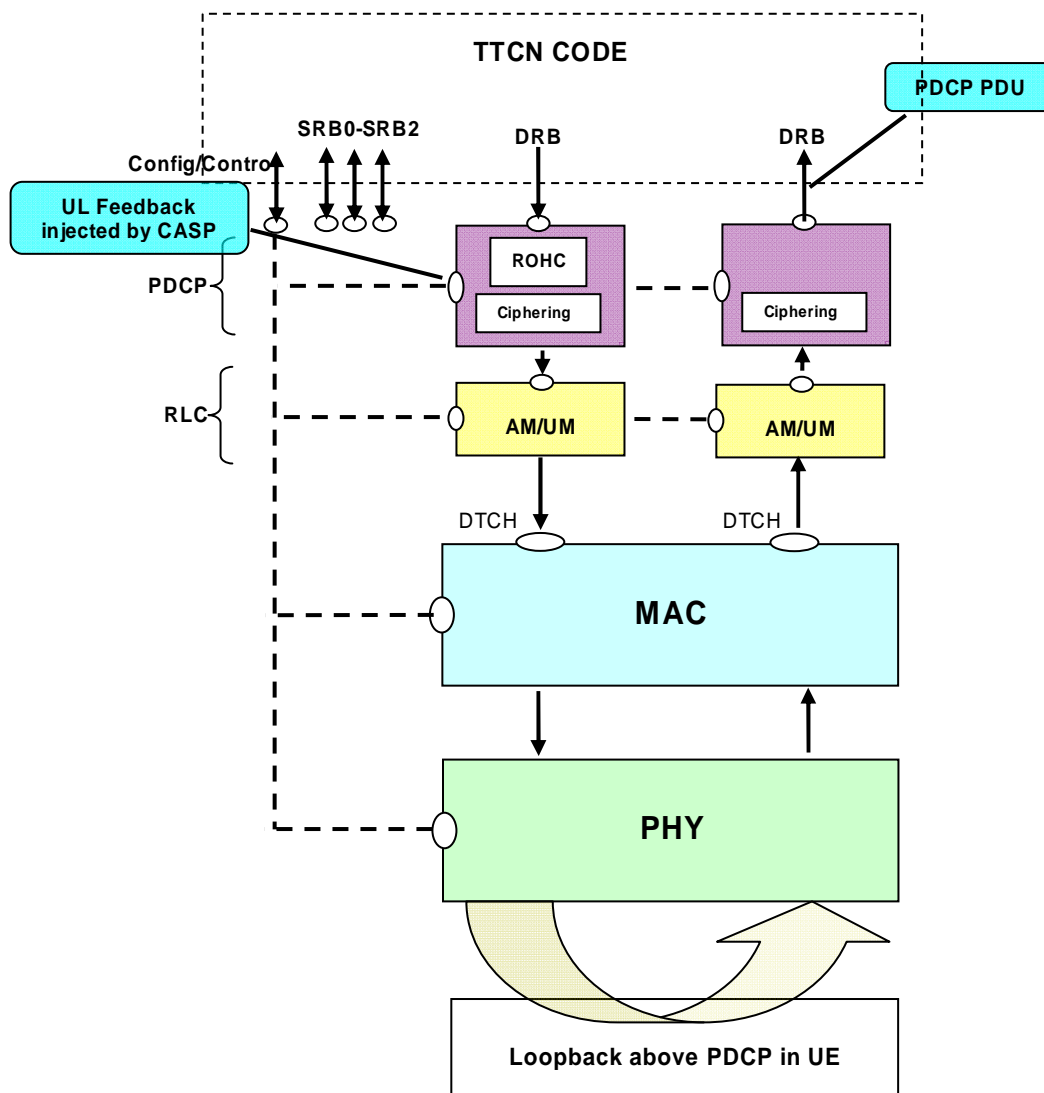 TTCN CODE
PDCP PDU
SRB0-SRB2
DRB
DRB
Config/Contro
UL Feedback
injected by CASP
ROHC
PDCP
Ciphering
Ciphering
RLC
AM/UM
AM/UM
DTCH
DTCH
MAC
PHY
Loopback above PDCP in UE